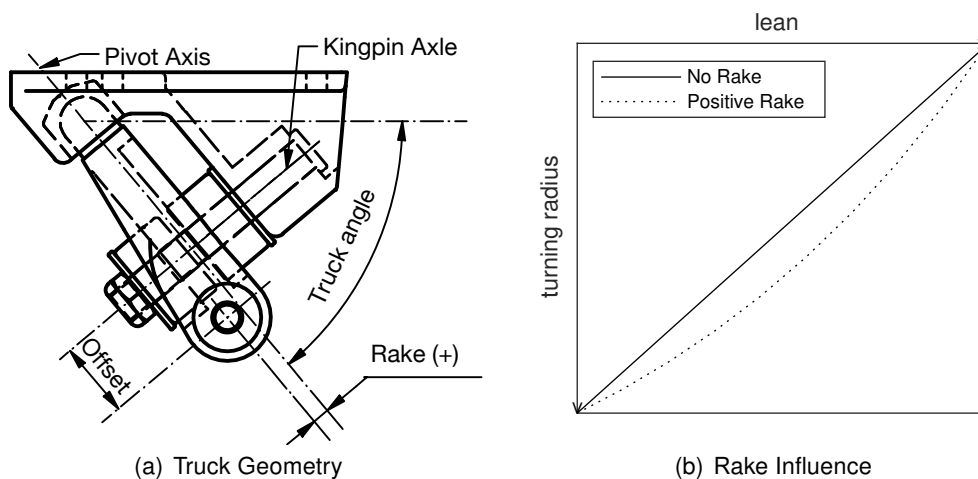 Pivot Axis
Kingpin Axle
Truck angle
Offset
Rake (+)
(a) Truck Geometry
lean
No Rake
Positive Rake
turning radius
(b) Rake Influence